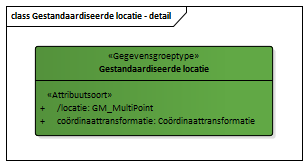 class Gestandaardiseerde locatie - detail
«Gegevensgroeptype»
Gestandaardiseerde locatie
«Attribuutsoort»
+ /locatie: GM_MultiPoint
+ coördinaattransformatie: Coördinaattransformatie